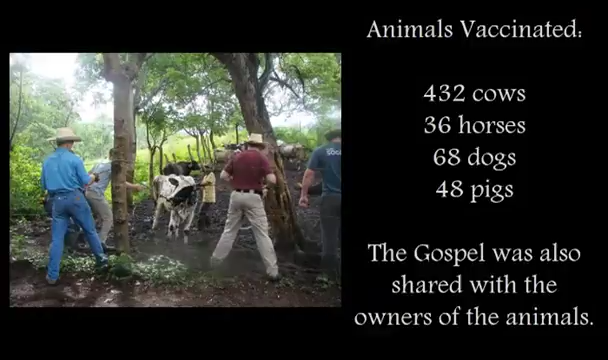 Animals Vaccinated:
432 cows
36 horses
68 dogs
48 pigs
The Gospel was also
shared with the
owners of the animals.